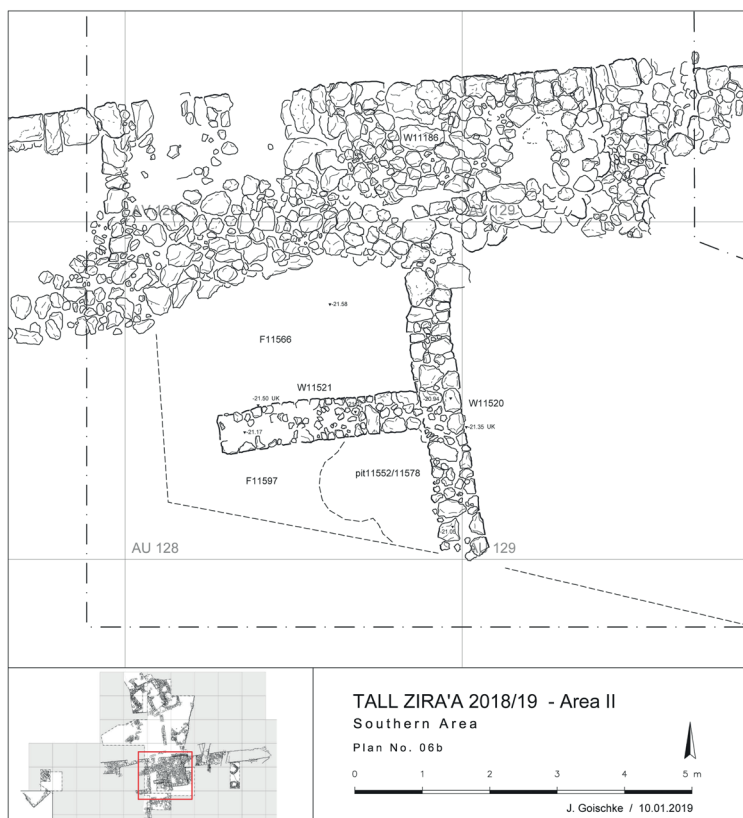 W11186
AV 128
AV 129
-21.58
F11566
W11521
-21.50 UK
-20.94
W11520
-21.17
-21.35 UK
F11597
pit11552/11578
-21.05
AU 128
AU 129
TALL ZIRA'A 2018/19 - Area II
Southern Area
Plan No. 06b
0 1 2 3 4 5 m
J. Goischke / 10.01.2019